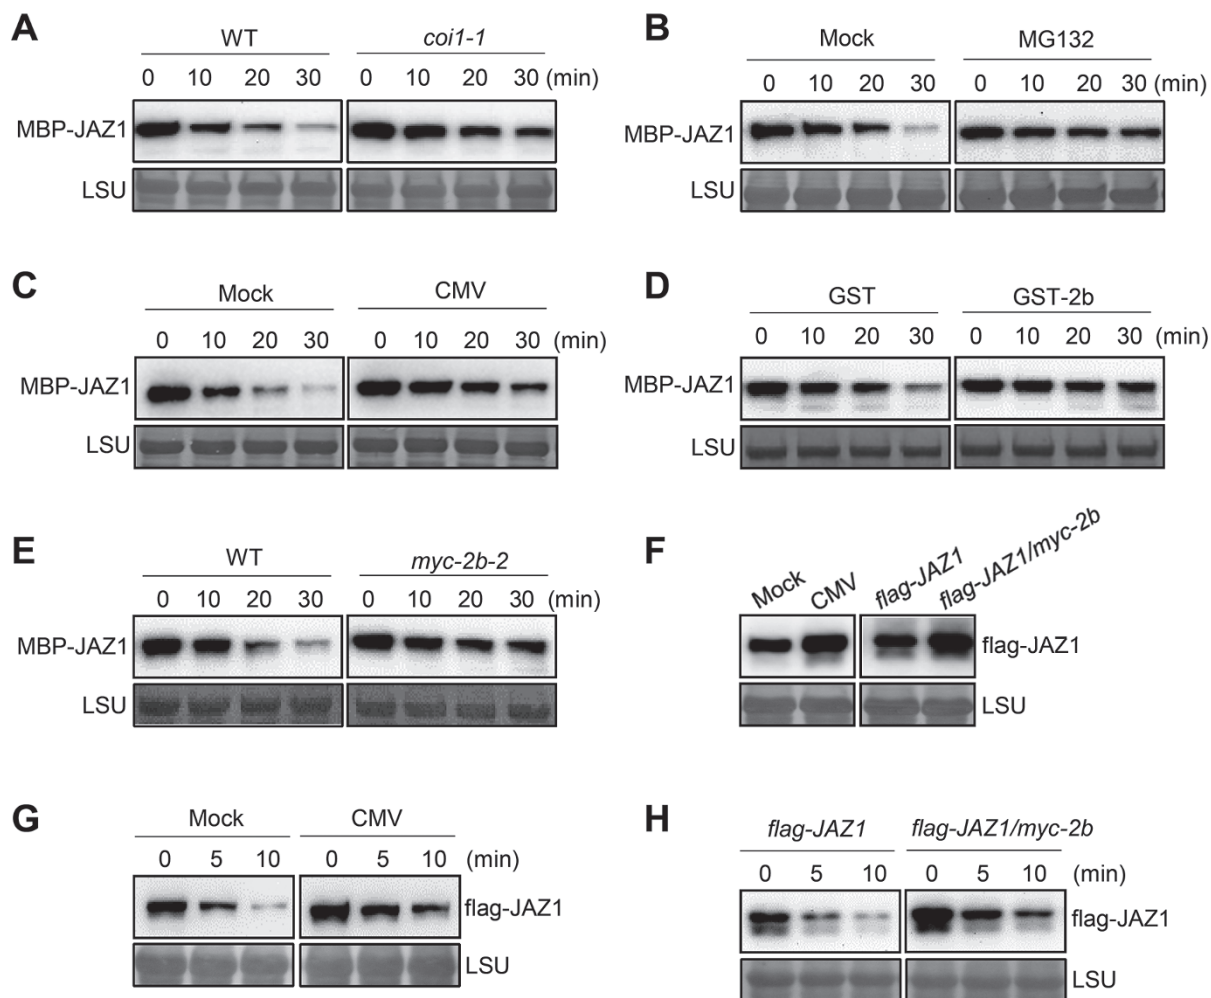 A
WT coi1-1
0 10 20 30 0 10 20 30 (min)
MBP-JAZ1
LSU
B
Mock MG132
0 10 20 30 0 10 20 30 (min)
MBP-JAZ1
LSU
C
Mock CMV
0 10 20 30 0 10 20 30 (min)
MBP-JAZ1
LSU
D
GST GST-2b
0 10 20 30 0 10 20 30 (min)
MBP-JAZ1
LSU
E
WT myc-2b-2
0 10 20 30 0 10 20 30 (min)
MBP-JAZ1
LSU
F
Mock CMV flag-JAZ1 flag-JAZ1/myc-2b
flag-JAZ1
LSU
G
Mock CMV
0 5 10 0 5 10 (min)
flag-JAZ1
LSU
H
flag-JAZ1 flag-JAZ1/myc-2b
0 5 10 0 5 10 (min)
flag-JAZ1
LSU